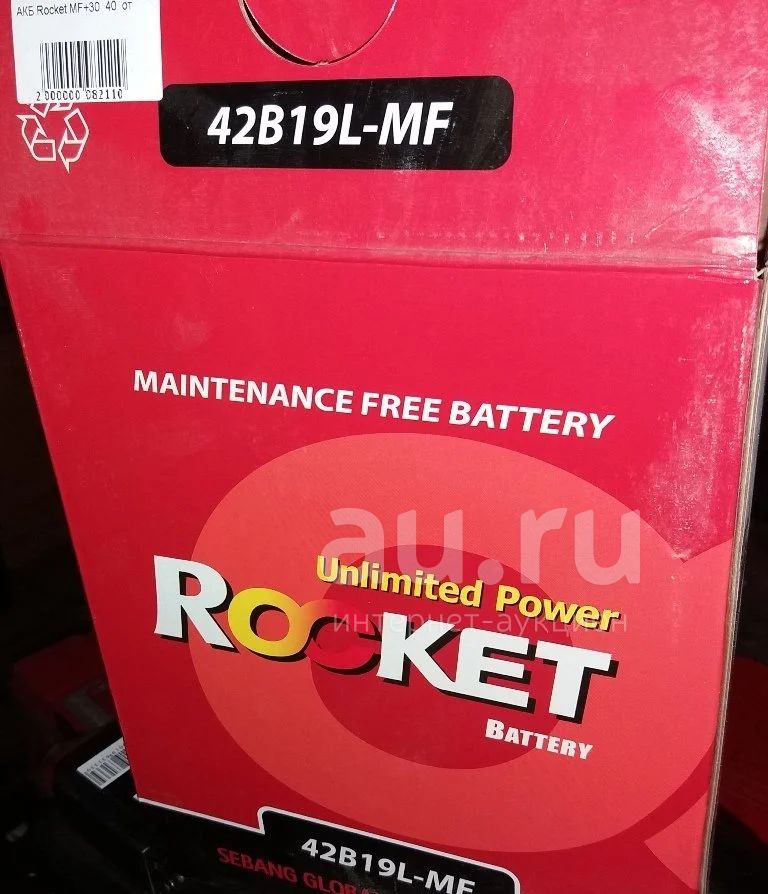 АКБ Rocket MF+30 40 от
2 000000 082110
42B19L-MF
MAINTENANCE FREE BATTERY
au.ru
интернет-аукцион
Unlimited Power
ROCKET
BATTERY
42B19L-MF
SEBANG GLOBA